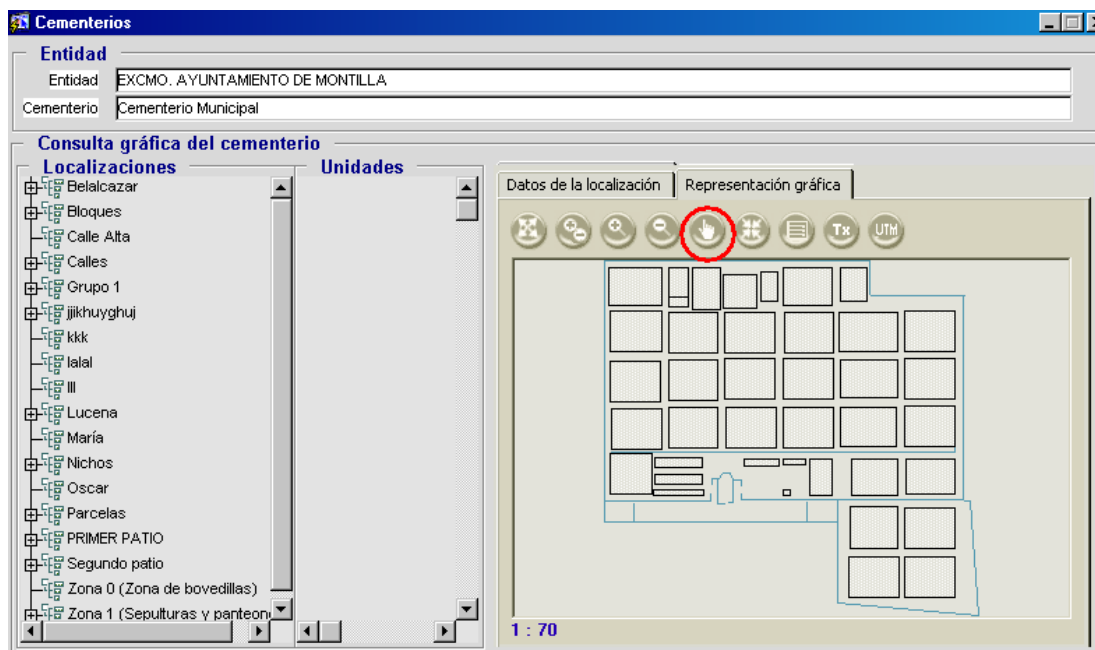 Cementerios
Entidad
Entidad EXCMO. AYUNTAMIENTO DE MONTILLA
Cementerio Cementerio Municipal
Consulta gráfica del cementerio
Localizaciones
Belalcazar
Bloques
Calle Alta
Calles
Grupo 1
jjikhuyghuj
kkk
lalal
lll
Lucena
María
Nichos
Oscar
Parcelas
PRIMER PATIO
Segundo patio
Zona 0 (Zona de bovedillas)
Zona 1 (Sepulturas y panteon
Unidades
Datos de la localización Representación gráfica
Tx UTM
1 : 70